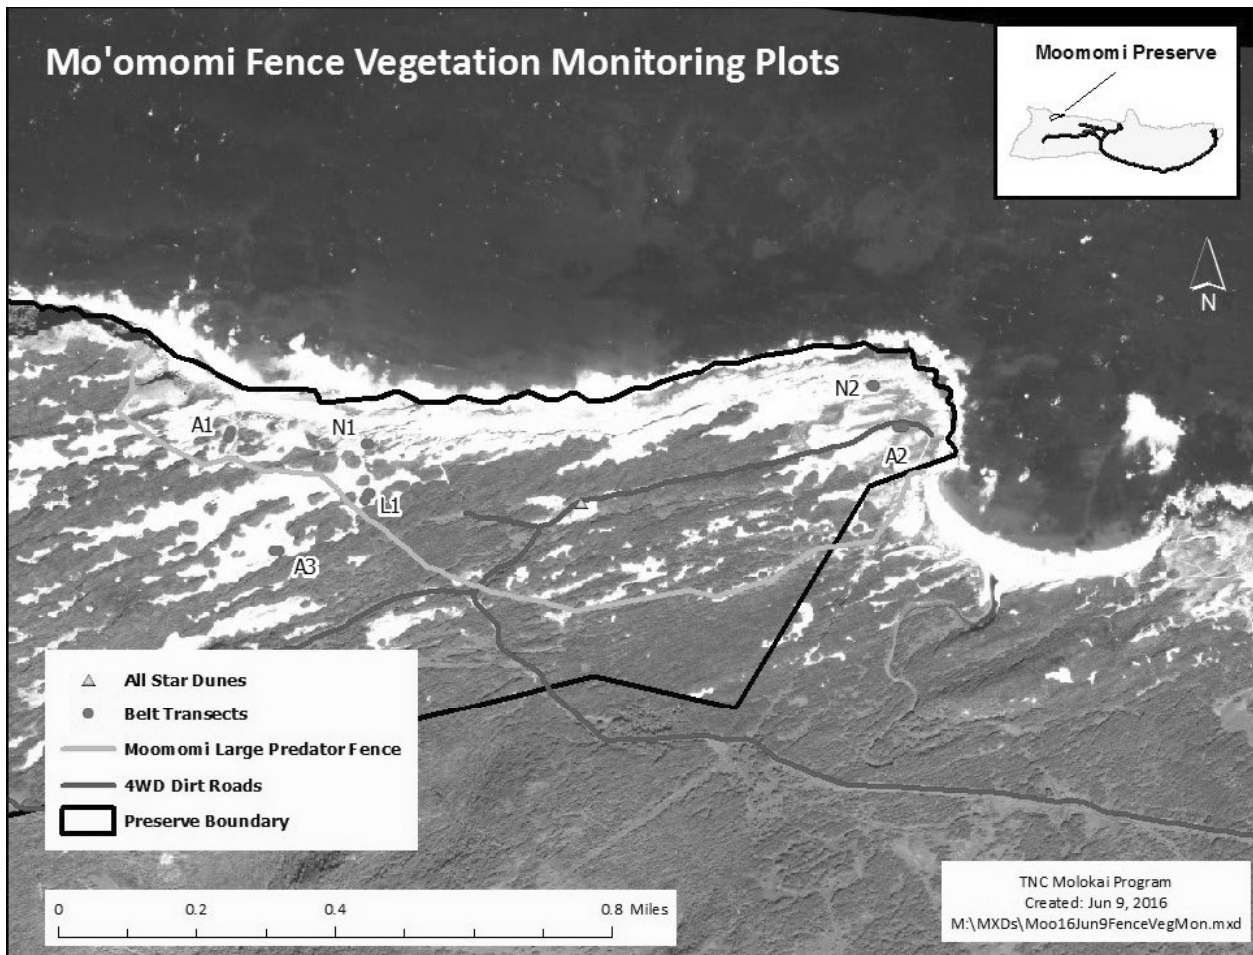 Mo'omomi Fence Vegetation Monitoring Plots
Moomomi Preserve
N
N2
A1
N1
A2
L1
A3
All Star Dunes
Belt Transects
Moomomi Large Predator Fence
4WD Dirt Roads
Preserve Boundary
0 0.2 0.4 0.8 Miles
TNC Molokai Program
Created: Jun 9, 2016
M:\MXDs\Moo16Jun9FenceVegMon.mxd